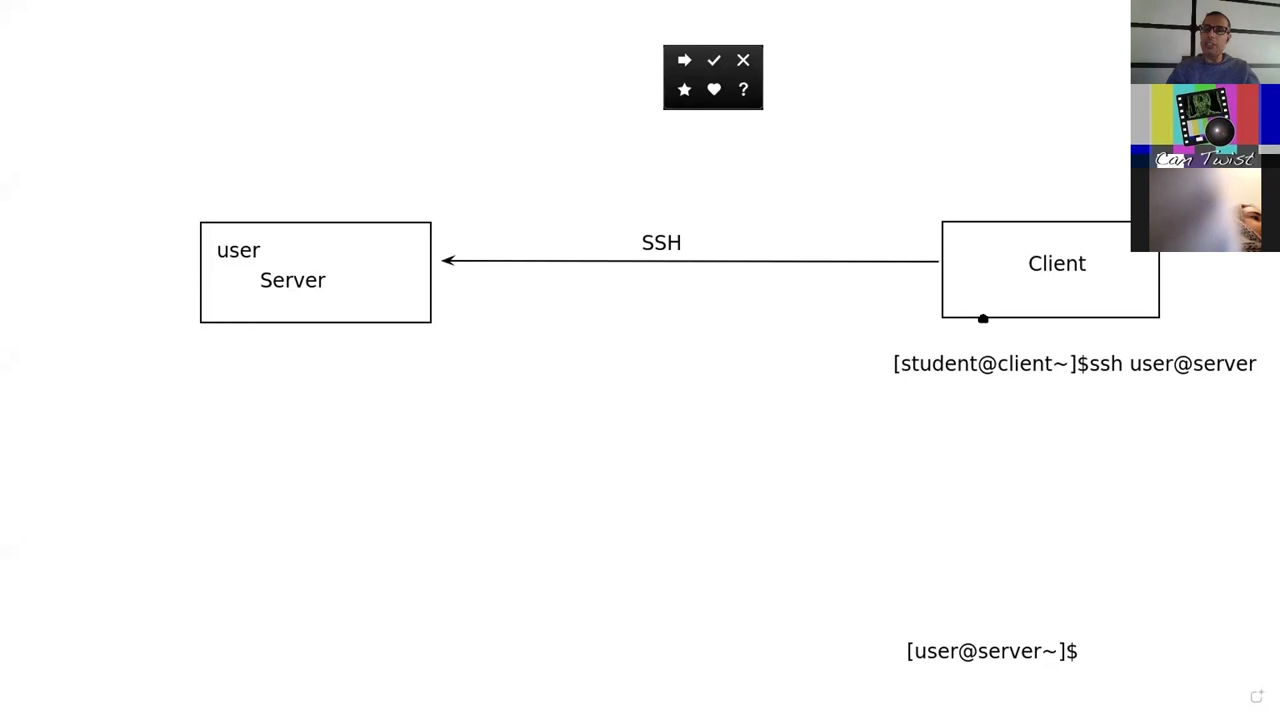 Cam Twist
SSH
user
Server
Client
[student@client~]$ssh user@server
[user@server~]$